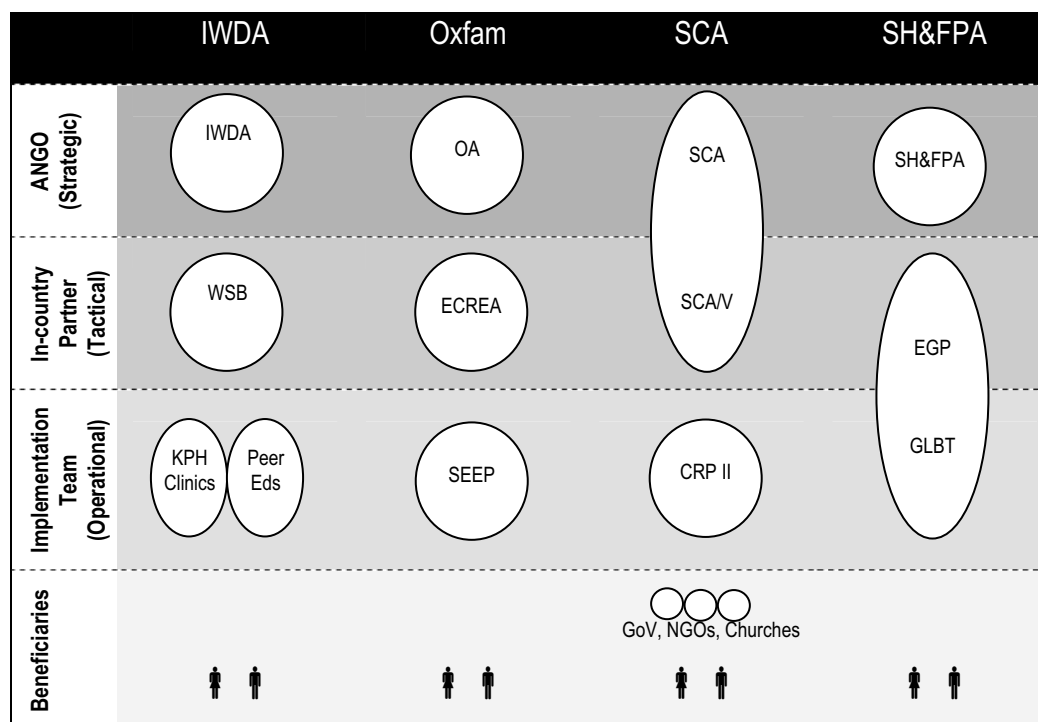 IWDA Oxfam SCA SH&FPA
ANGO
(Strategic)
IWDA
OA
SCA
SH&FPA
In-country
Partner
(Tactical)
WSB
ECREA
SCA/V
EGP
Implementation
Team
(Operational)
KPH
Clinics
Peer
Eds
SEEP
CRP II
GLBT
Beneficiaries
GoV, NGOs, Churches